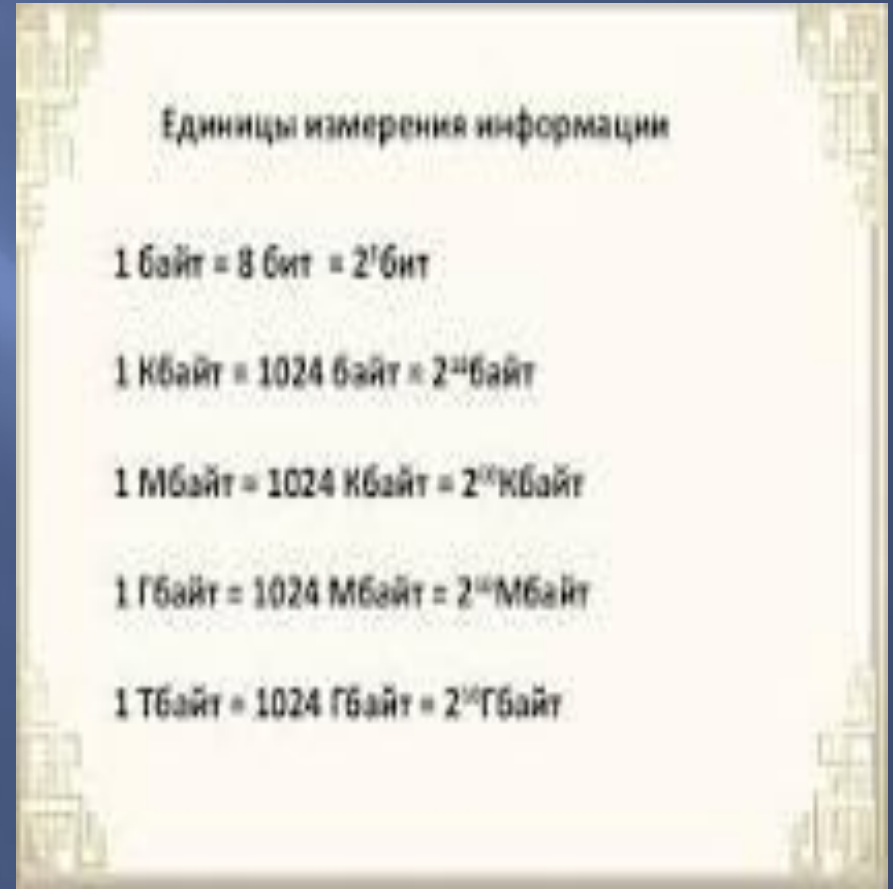 Единицы измерения информации
1 байт = 8 бит = 2³бит
1 Кбайт = 1024 байт = 2¹⁰байт
1 Мбайт = 1024 Кбайт = 2¹⁰Кбайт
1 Гбайт = 1024 Мбайт = 2¹⁰Мбайт
1 Тбайт = 1024 Гбайт = 2¹⁰Гбайт